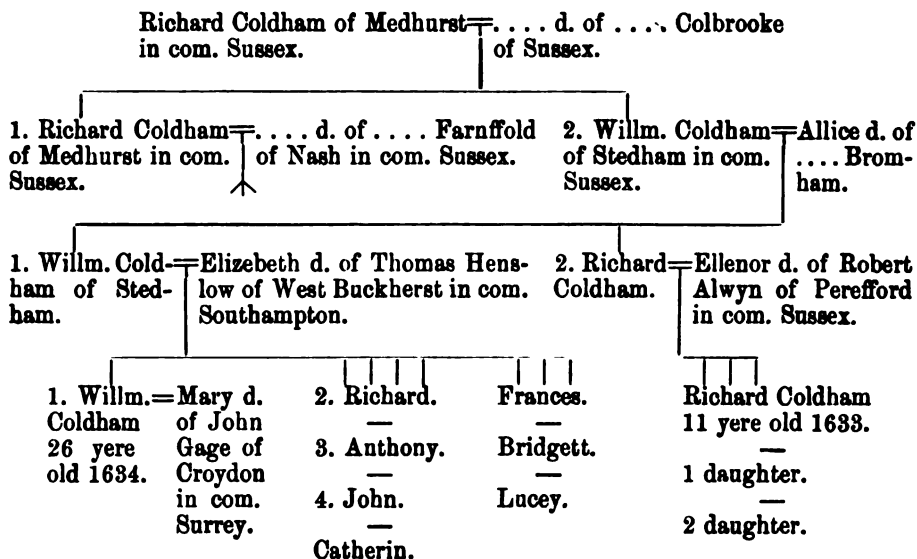 Richard Coldham of Medhurst=. . . . d. of . . . . Colbrooke
in com. Sussex. of Sussex.
1. Richard Coldham=. . . . d. of . . . . Farnffold
of Medhurst in com. of Nash in com. Sussex.
Sussex.
2. Willm. Coldham=Allice d. of
of Stedham in com. . . . . Brom-
Sussex. ham.
1. Willm. Cold-=Elizebeth d. of Thomas Hens-
ham of Sted- low of West Buckherst in com.
ham. Southampton.
2. Richard=Ellenor d. of Robert
Coldham. Alwyn of Perefford
in com. Sussex.
1. Willm.=
Coldham
26 yere
old 1634.
Mary d.
of John
Gage of
Croydon
in com.
Surrey.
2. Richard.
—
3. Anthony.
—
4. John.
—
Catherin.
Frances.
—
Bridgett.
—
Lucey.
Richard Coldham
11 yere old 1633.
—
1 daughter.
—
2 daughter.